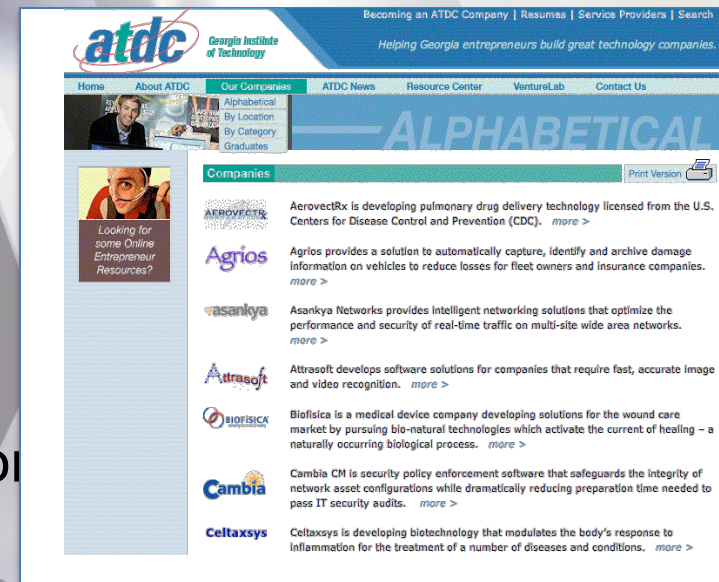 Becoming an ATDC Company | Resumes | Service Providers | Search
atdc
Georgia Institute
of Technology
Helping Georgia entrepreneurs build great technology companies.
Home About ATDC Our Companies ATDC News Resource Center VentureLab Contact Us
Alphabetical
By Location
By Category
Graduates
ALPHABETICAL
Companies
Print Version
Looking for
some Online
Entrepreneur
Resources?
AEROVECTRX
AerovectRx is developing pulmonary drug delivery technology licensed from the U.S.
Centers for Disease Control and Prevention (CDC). more >
Agrios
Agrios provides a solution to automatically capture, identify and archive damage
information on vehicles to reduce losses for fleet owners and insurance companies.
more >
asankya
Asankya Networks provides intelligent networking solutions that optimize the
performance and security of real-time traffic on multi-site wide area networks.
more >
Attrasoft
Attrasoft develops software solutions for companies that require fast, accurate image
and video recognition. more >
BIOFISICA
Biofisica is a medical device company developing solutions for the wound care
market by pursuing bio-natural technologies which activate the current of healing – a
naturally occurring biological process. more >
Cambia
Cambia CM is security policy enforcement software that safeguards the integrity of
network asset configurations while dramatically reducing preparation time needed to
pass IT security audits. more >
Celtaxsys
Celtaxsys is developing biotechnology that modulates the body's response to
inflammation for the treatment of a number of diseases and conditions. more >